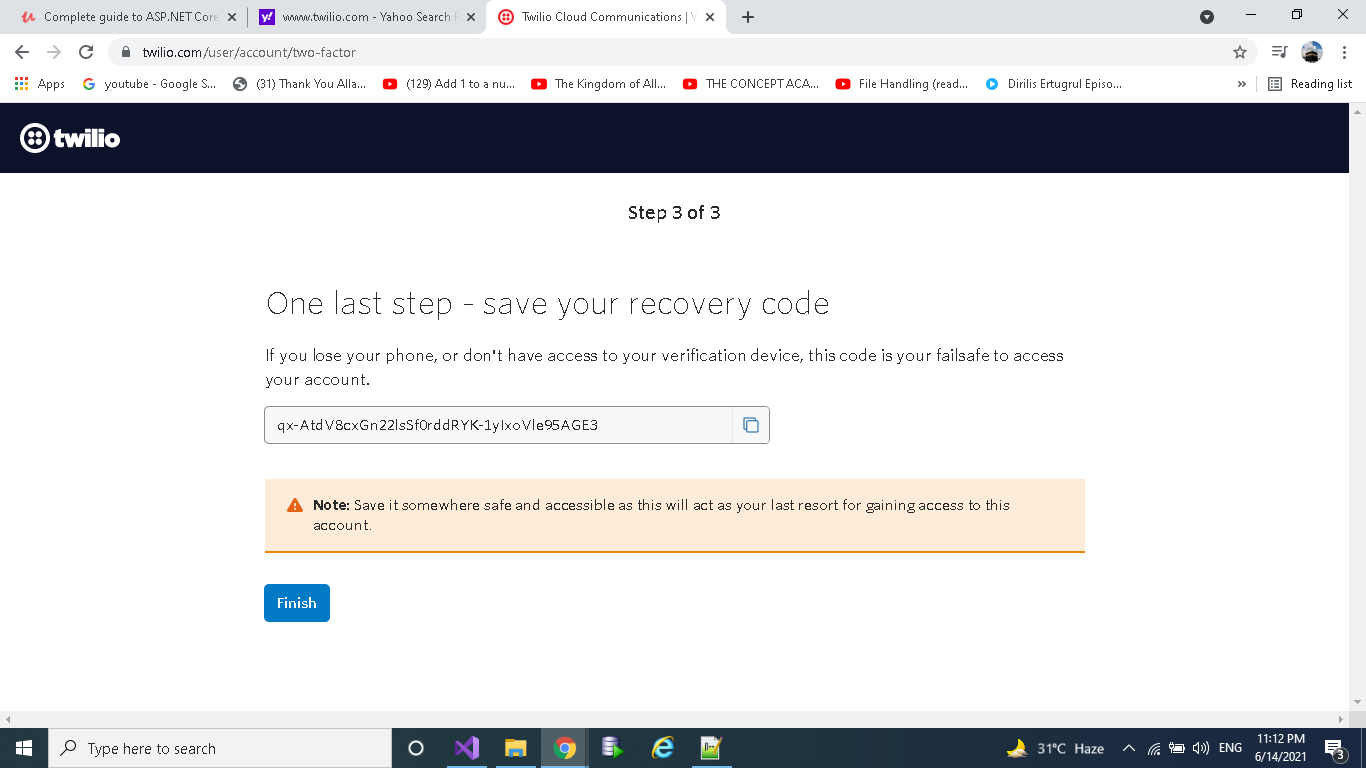 Complete guide to ASP.NET Core
www.twilio.com - Yahoo Search R
Twilio Cloud Communications | V
twilio.com/user/account/two-factor
Apps
youtube - Google S...
(31) Thank You Alla...
(129) Add 1 to a nu...
The Kingdom of All...
THE CONCEPT ACA...
File Handling (read...
Dirilis Ertugrul Episo...
»
Reading list
twilio
Step 3 of 3
One last step - save your recovery code
If you lose your phone, or don't have access to your verification device, this code is your failsafe to access
your account.
qx-AtdV8cxGn22lsSf0rddRYK-1yIxoVle95AGE3
Note: Save it somewhere safe and accessible as this will act as your last resort for gaining access to this
account.
Finish
Type here to search
31°C Haze
ENG
11:12 PM
6/14/2021
3